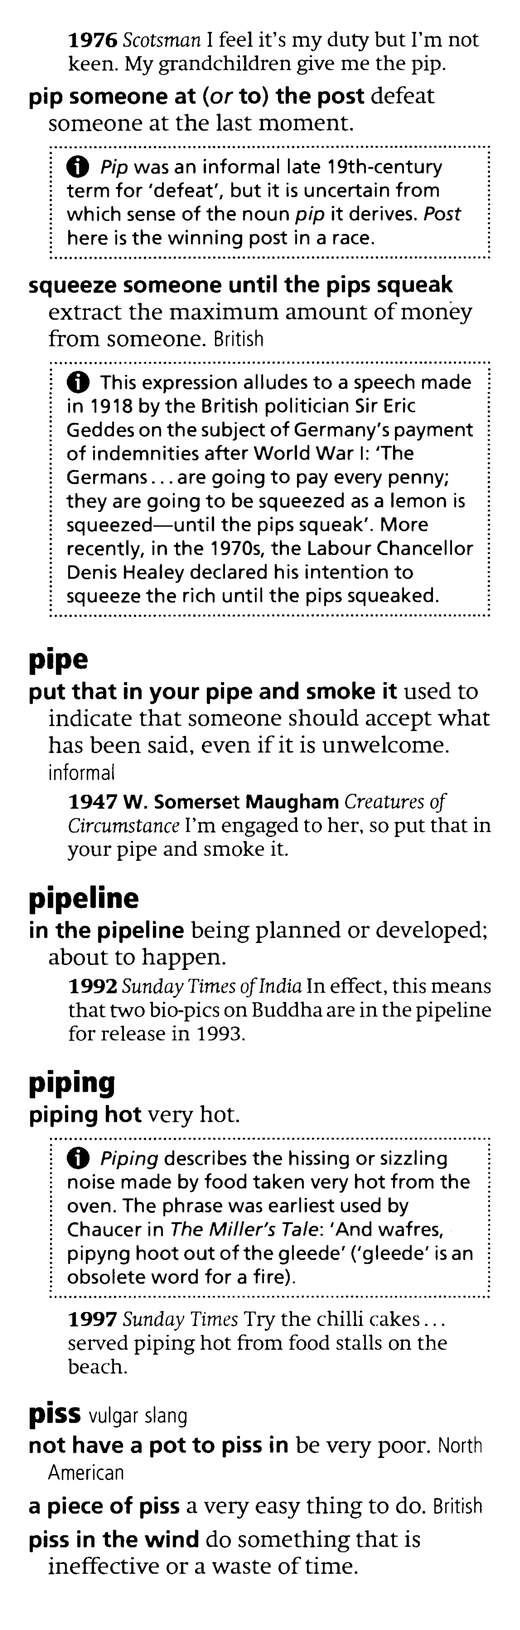 1976 Scotsman I feel it's my duty but I'm not
keen. My grandchildren give me the pip.
pip someone at (or to) the post defeat
someone at the last moment.
Pip was an informal late 19th-century
term for 'defeat', but it is uncertain from
which sense of the noun pip it derives. Post
here is the winning post in a race.
squeeze someone until the pips squeak
extract the maximum amount of money
from someone. British
This expression alludes to a speech made
in 1918 by the British politician Sir Eric
Geddes on the subject of Germany's payment
of indemnities after World War I: 'The
Germans...are going to pay every penny;
they are going to be squeezed as a lemon is
squeezed—until the pips squeak'. More
recently, in the 1970s, the Labour Chancellor
Denis Healey declared his intention to
squeeze the rich until the pips squeaked.
pipe
put that in your pipe and smoke it used to
indicate that someone should accept what
has been said, even if it is unwelcome.
informal
1947 W. Somerset Maugham Creatures of
Circumstance I'm engaged to her, so put that in
your pipe and smoke it.
pipeline
in the pipeline being planned or developed;
about to happen.
1992 Sunday Times of India In effect, this means
that two bio-pics on Buddha are in the pipeline
for release in 1993.
piping
piping hot very hot.
Piping describes the hissing or sizzling
noise made by food taken very hot from the
oven. The phrase was earliest used by
Chaucer in The Miller's Tale: 'And wafres,
pipyng hoot out of the gleede' ('gleede' is an
obsolete word for a fire).
1997 Sunday Times Try the chilli cakes...
served piping hot from food stalls on the
beach.
piss vulgar slang
not have a pot to piss in be very poor. North
American
a piece of piss a very easy thing to do. British
piss in the wind do something that is
ineffective or a waste of time.